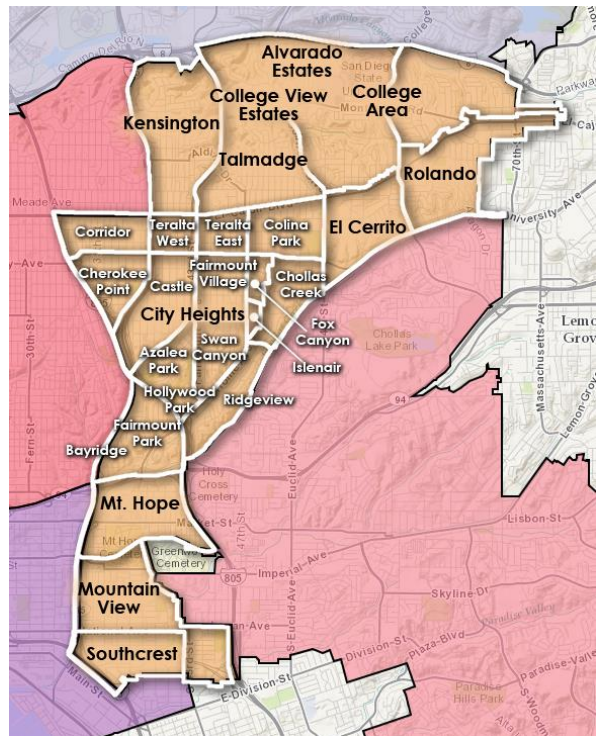 Alvarado
Estates
San Diego
State
College View
Estates
College
Area
Kensington
Talmadge
Rolando
Parkway
70th-St
Meade Ave
University-Ave
El Cerrito
Corridor
Teralta
West
Teralta
East
Colina
Park
Cherokee
Point
Castle
Fairmount
Village
Chollas
Creek
City Heights
Fox
Canyon
Islenair
Swan
Canyon
Azalea
Park
Hollywood
Park
Ridgeview
Fairmount
Park
Bayridge
30th-St
Fern-St
Chollas
Lake Park
Massachusetts-Ave
Lemon-Grove
94
Holy
Cross
Cemetery
Mt. Hope
Market-St
47th-St
Euclid-Ave
Lisbon-St
Greenwood
Cemetery
805
Imperial-Ave
Skyline-Dr
Paradise Valley
Mountain
View
S-Euclid-Ave
Division-St
Plaza-Blvd
Southcrest
Main-St
E-Division-St
Paradise
Hills Park